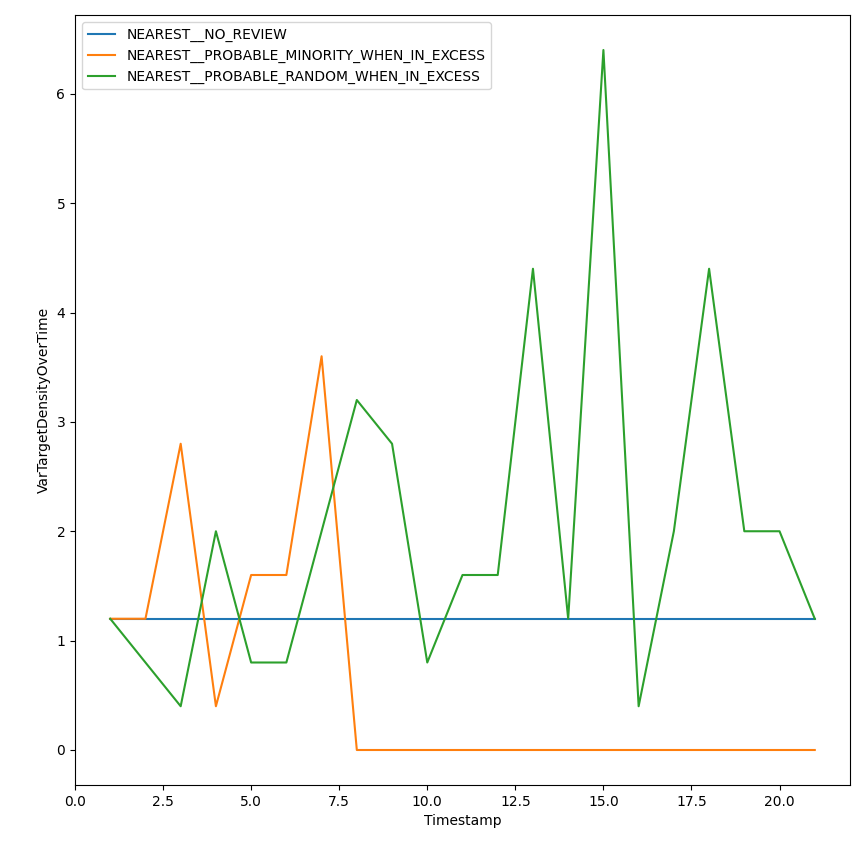 NEAREST__NO_REVIEW
NEAREST__PROBABLE_MINORITY_WHEN_IN_EXCESS
NEAREST__PROBABLE_RANDOM_WHEN_IN_EXCESS
6
5
4
3
2
1
0
VarTargetDensityOverTime
0.0 2.5 5.0 7.5 10.0 12.5 15.0 17.5 20.0
Timestamp